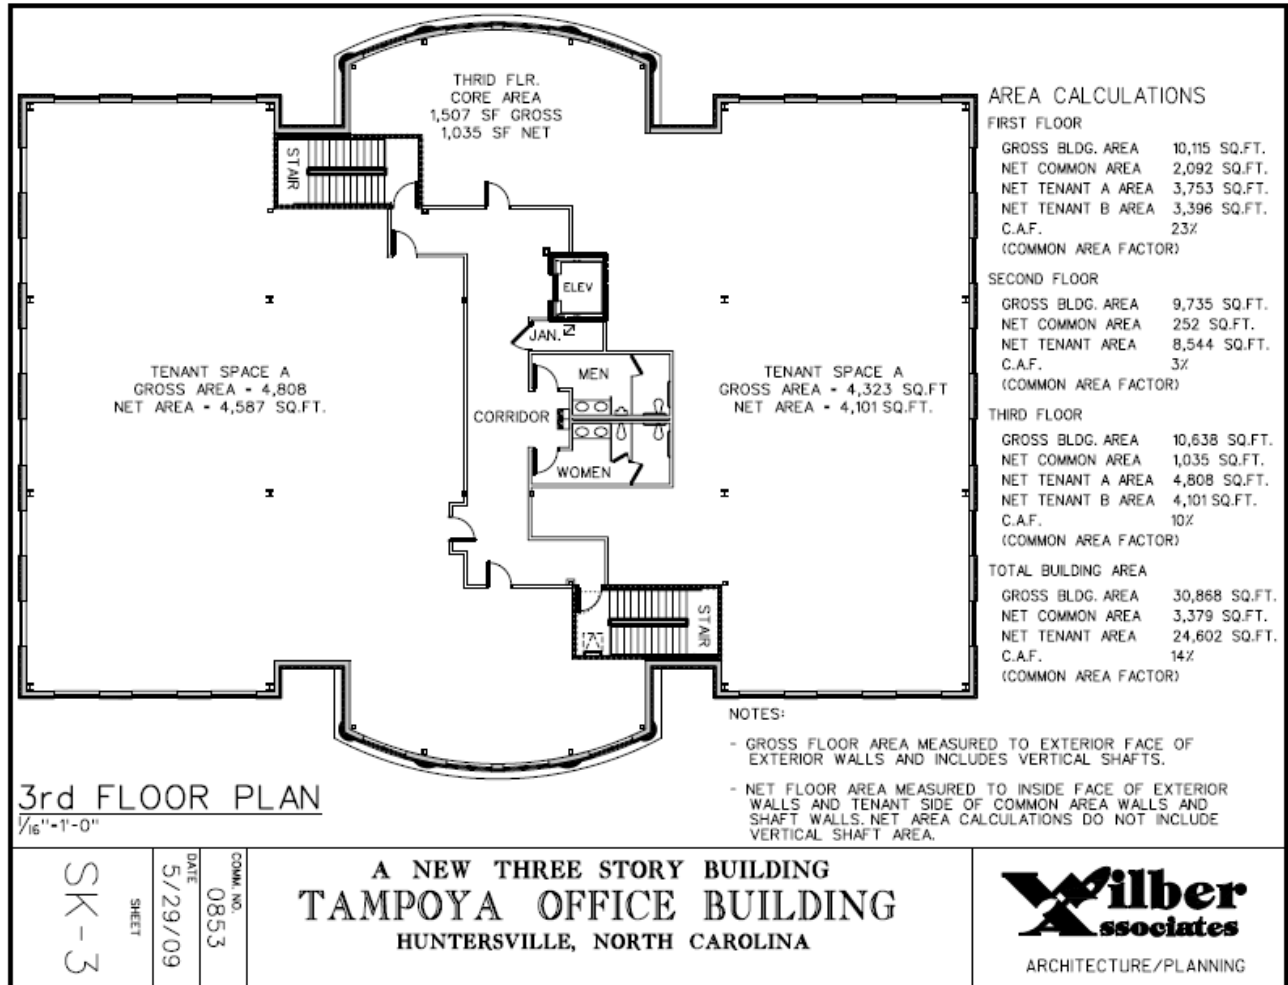 THRID FLR.
CORE AREA
1,507 SF GROSS
1,035 SF NET
STAIR
ELEV
JAN.
MEN
CORRIDOR
WOMEN
STAIR
TENANT SPACE A
GROSS AREA - 4,808
NET AREA - 4,587 SQ.FT.
TENANT SPACE A
GROSS AREA - 4,323 SQ.FT
NET AREA - 4,101 SQ.FT.
AREA CALCULATIONS
FIRST FLOOR
GROSS BLDG. AREA 10,115 SQ.FT.
NET COMMON AREA 2,092 SQ.FT.
NET TENANT A AREA 3,753 SQ.FT.
NET TENANT B AREA 3,396 SQ.FT.
C.A.F. 23%
(COMMON AREA FACTOR)
SECOND FLOOR
GROSS BLDG. AREA 9,735 SQ.FT.
NET COMMON AREA 252 SQ.FT.
NET TENANT AREA 8,544 SQ.FT.
C.A.F. 3%
(COMMON AREA FACTOR)
THIRD FLOOR
GROSS BLDG. AREA 10,638 SQ.FT.
NET COMMON AREA 1,035 SQ.FT.
NET TENANT A AREA 4,808 SQ.FT.
NET TENANT B AREA 4,101 SQ.FT.
C.A.F. 10%
(COMMON AREA FACTOR)
TOTAL BUILDING AREA
GROSS BLDG. AREA 30,868 SQ.FT.
NET COMMON AREA 3,379 SQ.FT.
NET TENANT AREA 24,602 SQ.FT.
C.A.F. 14%
(COMMON AREA FACTOR)
NOTES:
- GROSS FLOOR AREA MEASURED TO EXTERIOR FACE OF
EXTERIOR WALLS AND INCLUDES VERTICAL SHAFTS.
- NET FLOOR AREA MEASURED TO INSIDE FACE OF EXTERIOR
WALLS AND TENANT SIDE OF COMMON AREA WALLS AND
SHAFT WALLS. NET AREA CALCULATIONS DO NOT INCLUDE
VERTICAL SHAFT AREA.
3rd FLOOR PLAN
1/16"-1'-0"
SK-3
SHEET
DATE
5/29/09
COMM. NO.
0853
A NEW THREE STORY BUILDING
TAMPOYA OFFICE BUILDING
HUNTERSVILLE, NORTH CAROLINA
Wilber
Associates
ARCHITECTURE/PLANNING